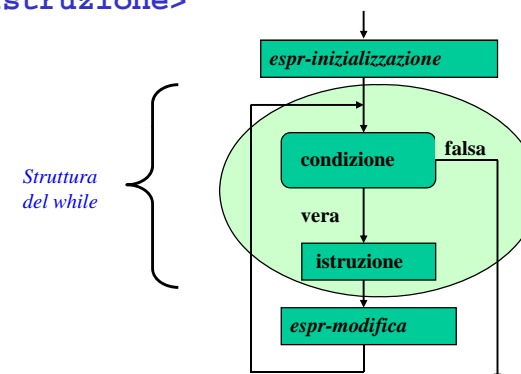 struzione>
espr-inizializzazione
condizione
falsa
Struttura
del while
vera
istruzione
espr-modifica